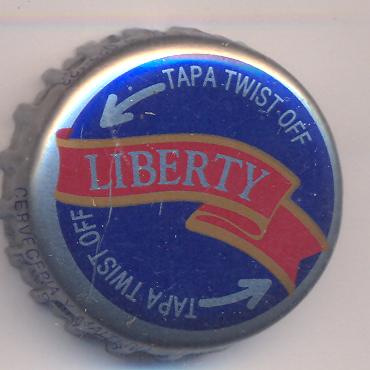 TAPA TWIST-OFF
LIBERTY
TAPA TWIST-OFF
CERVECERIA